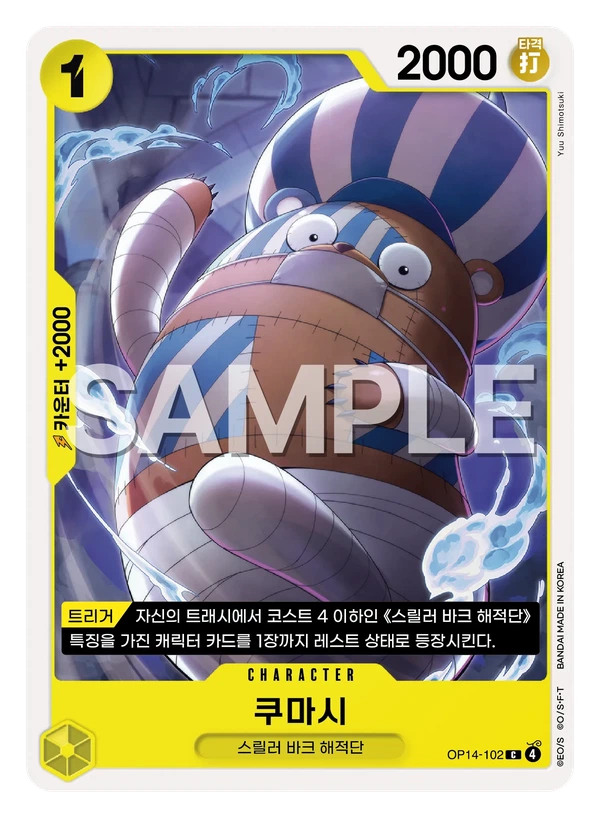 1
2000
타격
打
Yuu Shimotsuki
카운터 +2000
SAMPLE
트리거 자신의 트래시에서 코스트 4 이하인 《스릴러 바크 해적단》
특징을 가진 캐릭터 카드를 1장까지 레스트 상태로 등장시킨다.
CHARACTER
쿠마시
스릴러 바크 해적단
OP14-102 C 4
©EO/S ©O/S·F·T BANDAI MADE IN KOREA